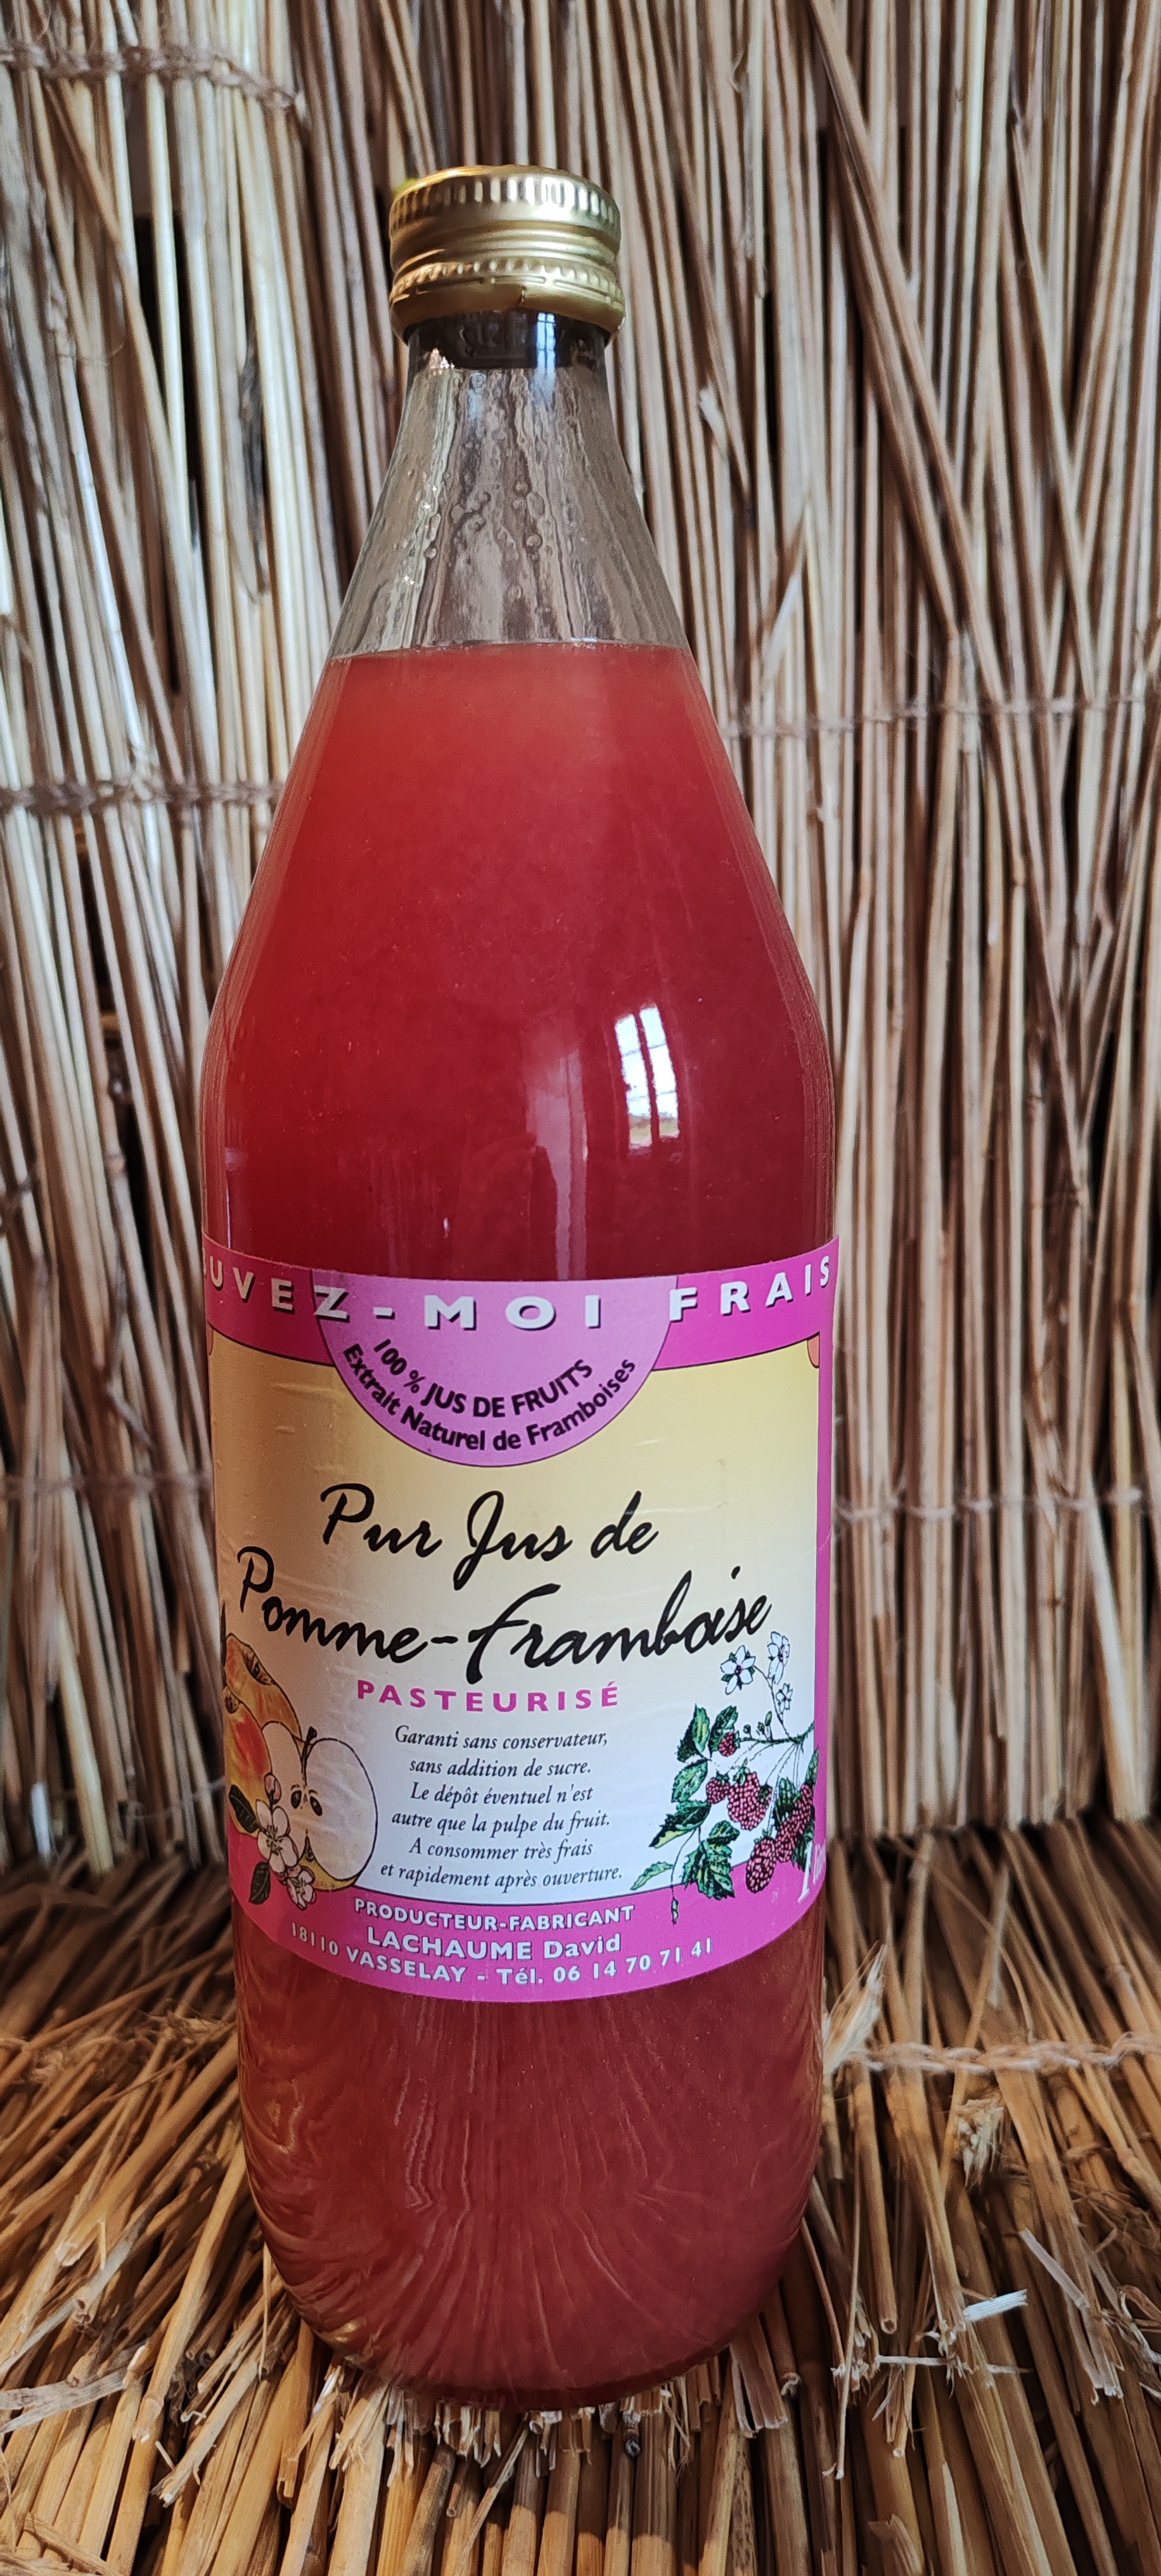 UVEZ-MOI FRAIS
100 % JUS DE FRUITS
Extrait Naturel de Framboises
Pur Jus de
Pomme-Framboise
PASTEURISÉ
Garanti sans conservateur,
sans addition de sucre.
Le dépôt éventuel n'est
autre que la pulpe du fruit.
A consommer très frais
et rapidement après ouverture.
1
PRODUCTEUR-FABRICANT
LACHAUME David
18110 VASSELAY - Tél. 06 14 70 71 41